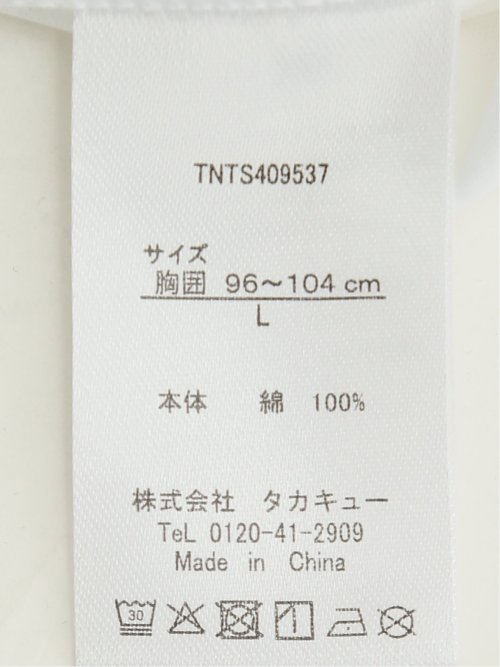 TNTS409537
サイズ
胸囲 96～104 cm
L
本体 綿 100%
株式会社 タカキュー
TeL 0120-41-2909
Made in China
30